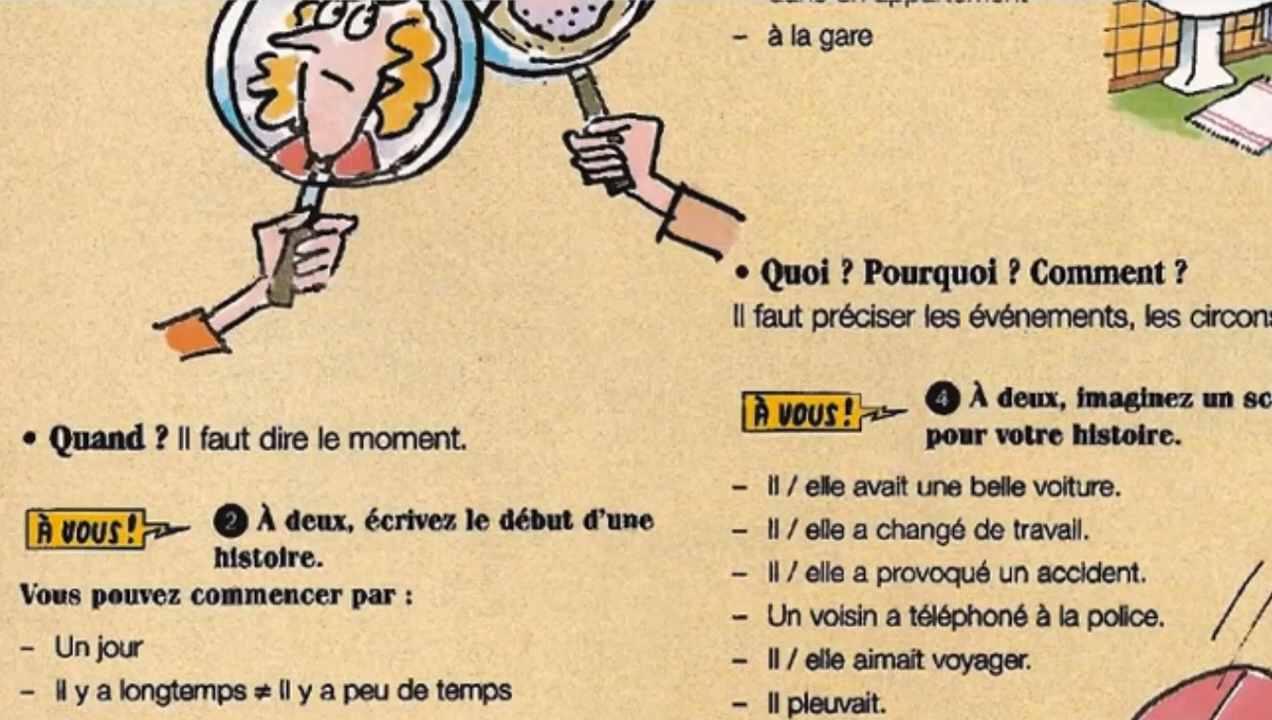 • Quand ? Il faut dire le moment.
À VOUS !
2 À deux, écrivez le début d'une
histoire.
Vous pouvez commencer par :
– Un jour
– Il y a longtemps ≠ Il y a peu de temps
– à la gare
• Quoi ? Pourquoi ? Comment ?
Il faut préciser les événements, les
À VOUS !
4 À deux, imaginez un
pour votre histoire.
– Il / elle avait une belle voiture.
– Il / elle a changé de travail.
– Il / elle a provoqué un accident.
– Un voisin a téléphoné à la police.
– Il / elle aimait voyager.
– Il pleuvait.